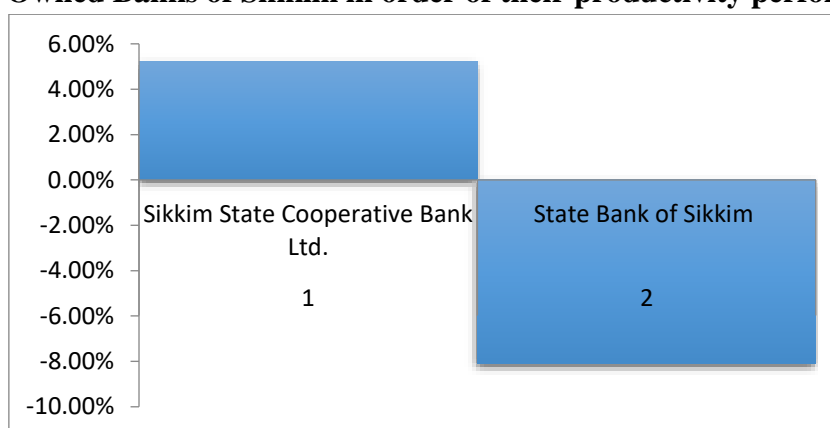 Owned Banks of Sikkim in order of their productivity perfor
6.00%
4.00%
2.00%
0.00%
-2.00%
-4.00%
-6.00%
-8.00%
-10.00%
Sikkim State Cooperative Bank
Ltd.
1
State Bank of Sikkim
2